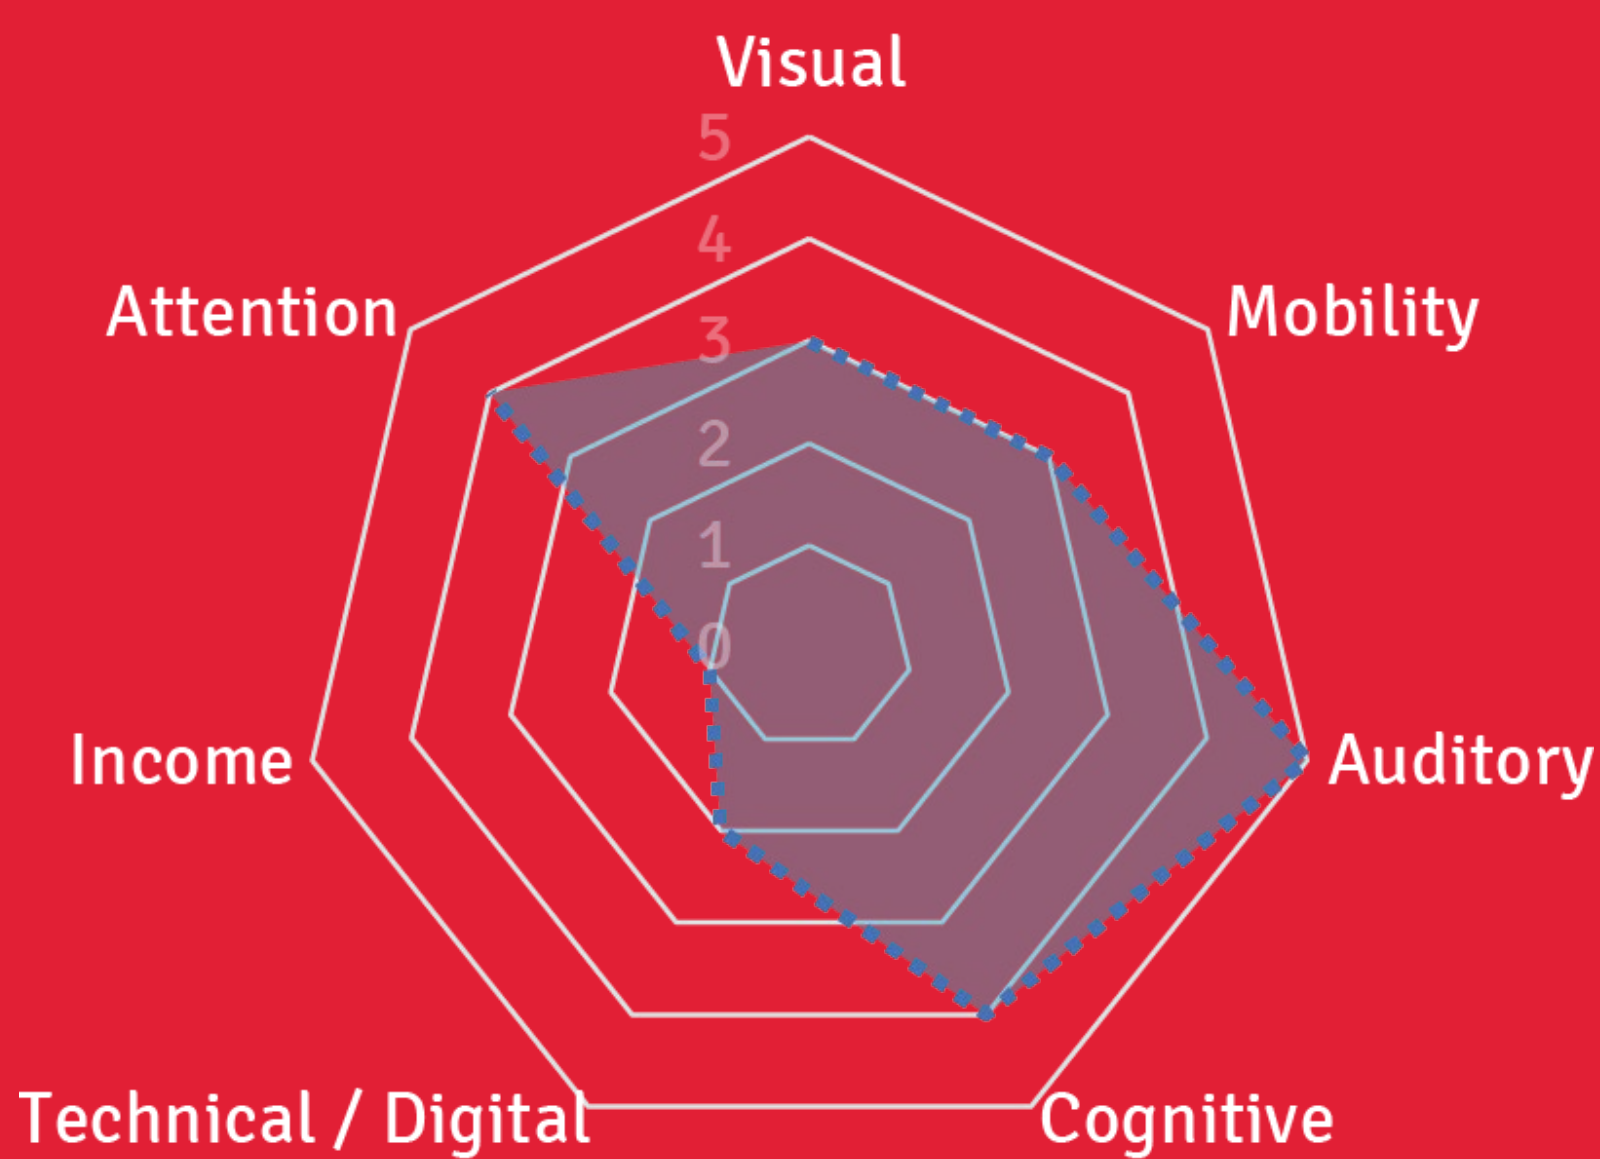 Visual
5
4
Attention
Mobility
3
2
1
0
Income
Auditory
Technical / Digital
Cognitive